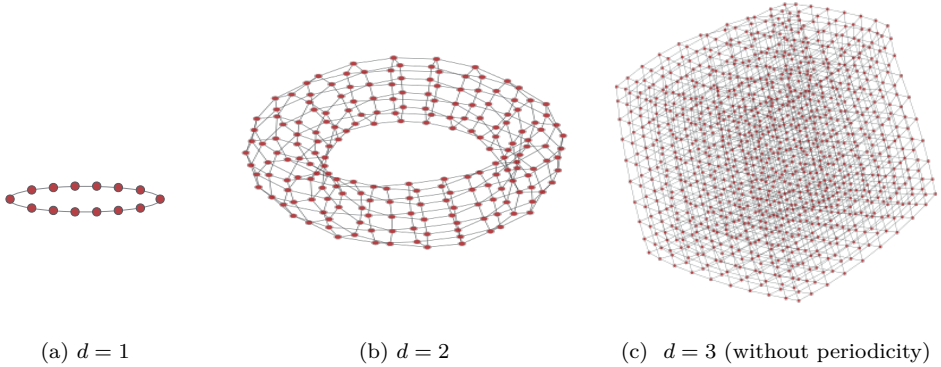 (a) d = 1
(b) d = 2
(c) d = 3 (without periodicity)